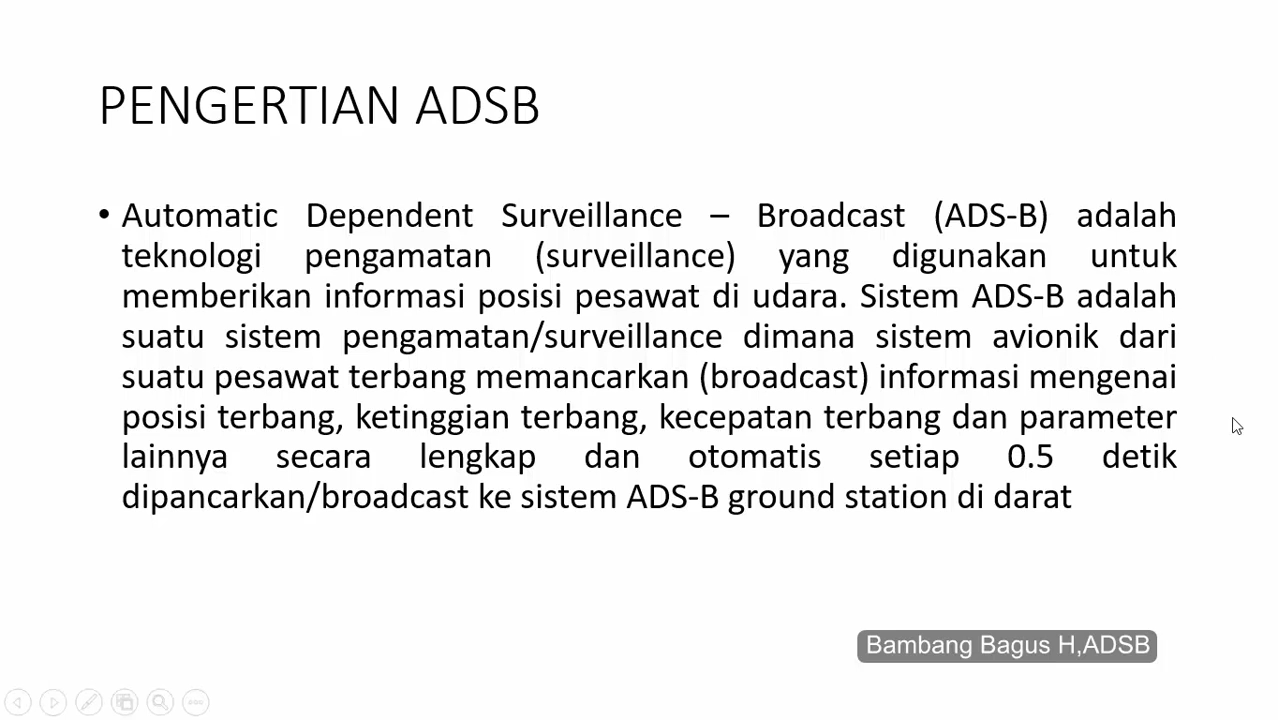 PENGERTIAN ADSB
• Automatic Dependent Surveillance – Broadcast (ADS-B) adalah
teknologi pengamatan (surveillance) yang digunakan untuk
memberikan informasi posisi pesawat di udara. Sistem ADS-B adalah
suatu sistem pengamatan/surveillance dimana sistem avionik dari
suatu pesawat terbang memancarkan (broadcast) informasi mengenai
posisi terbang, ketinggian terbang, kecepatan terbang dan parameter
lainnya secara lengkap dan otomatis setiap 0.5 detik
dipancarkan/broadcast ke sistem ADS-B ground station di darat
Bambang Bagus H,ADSB